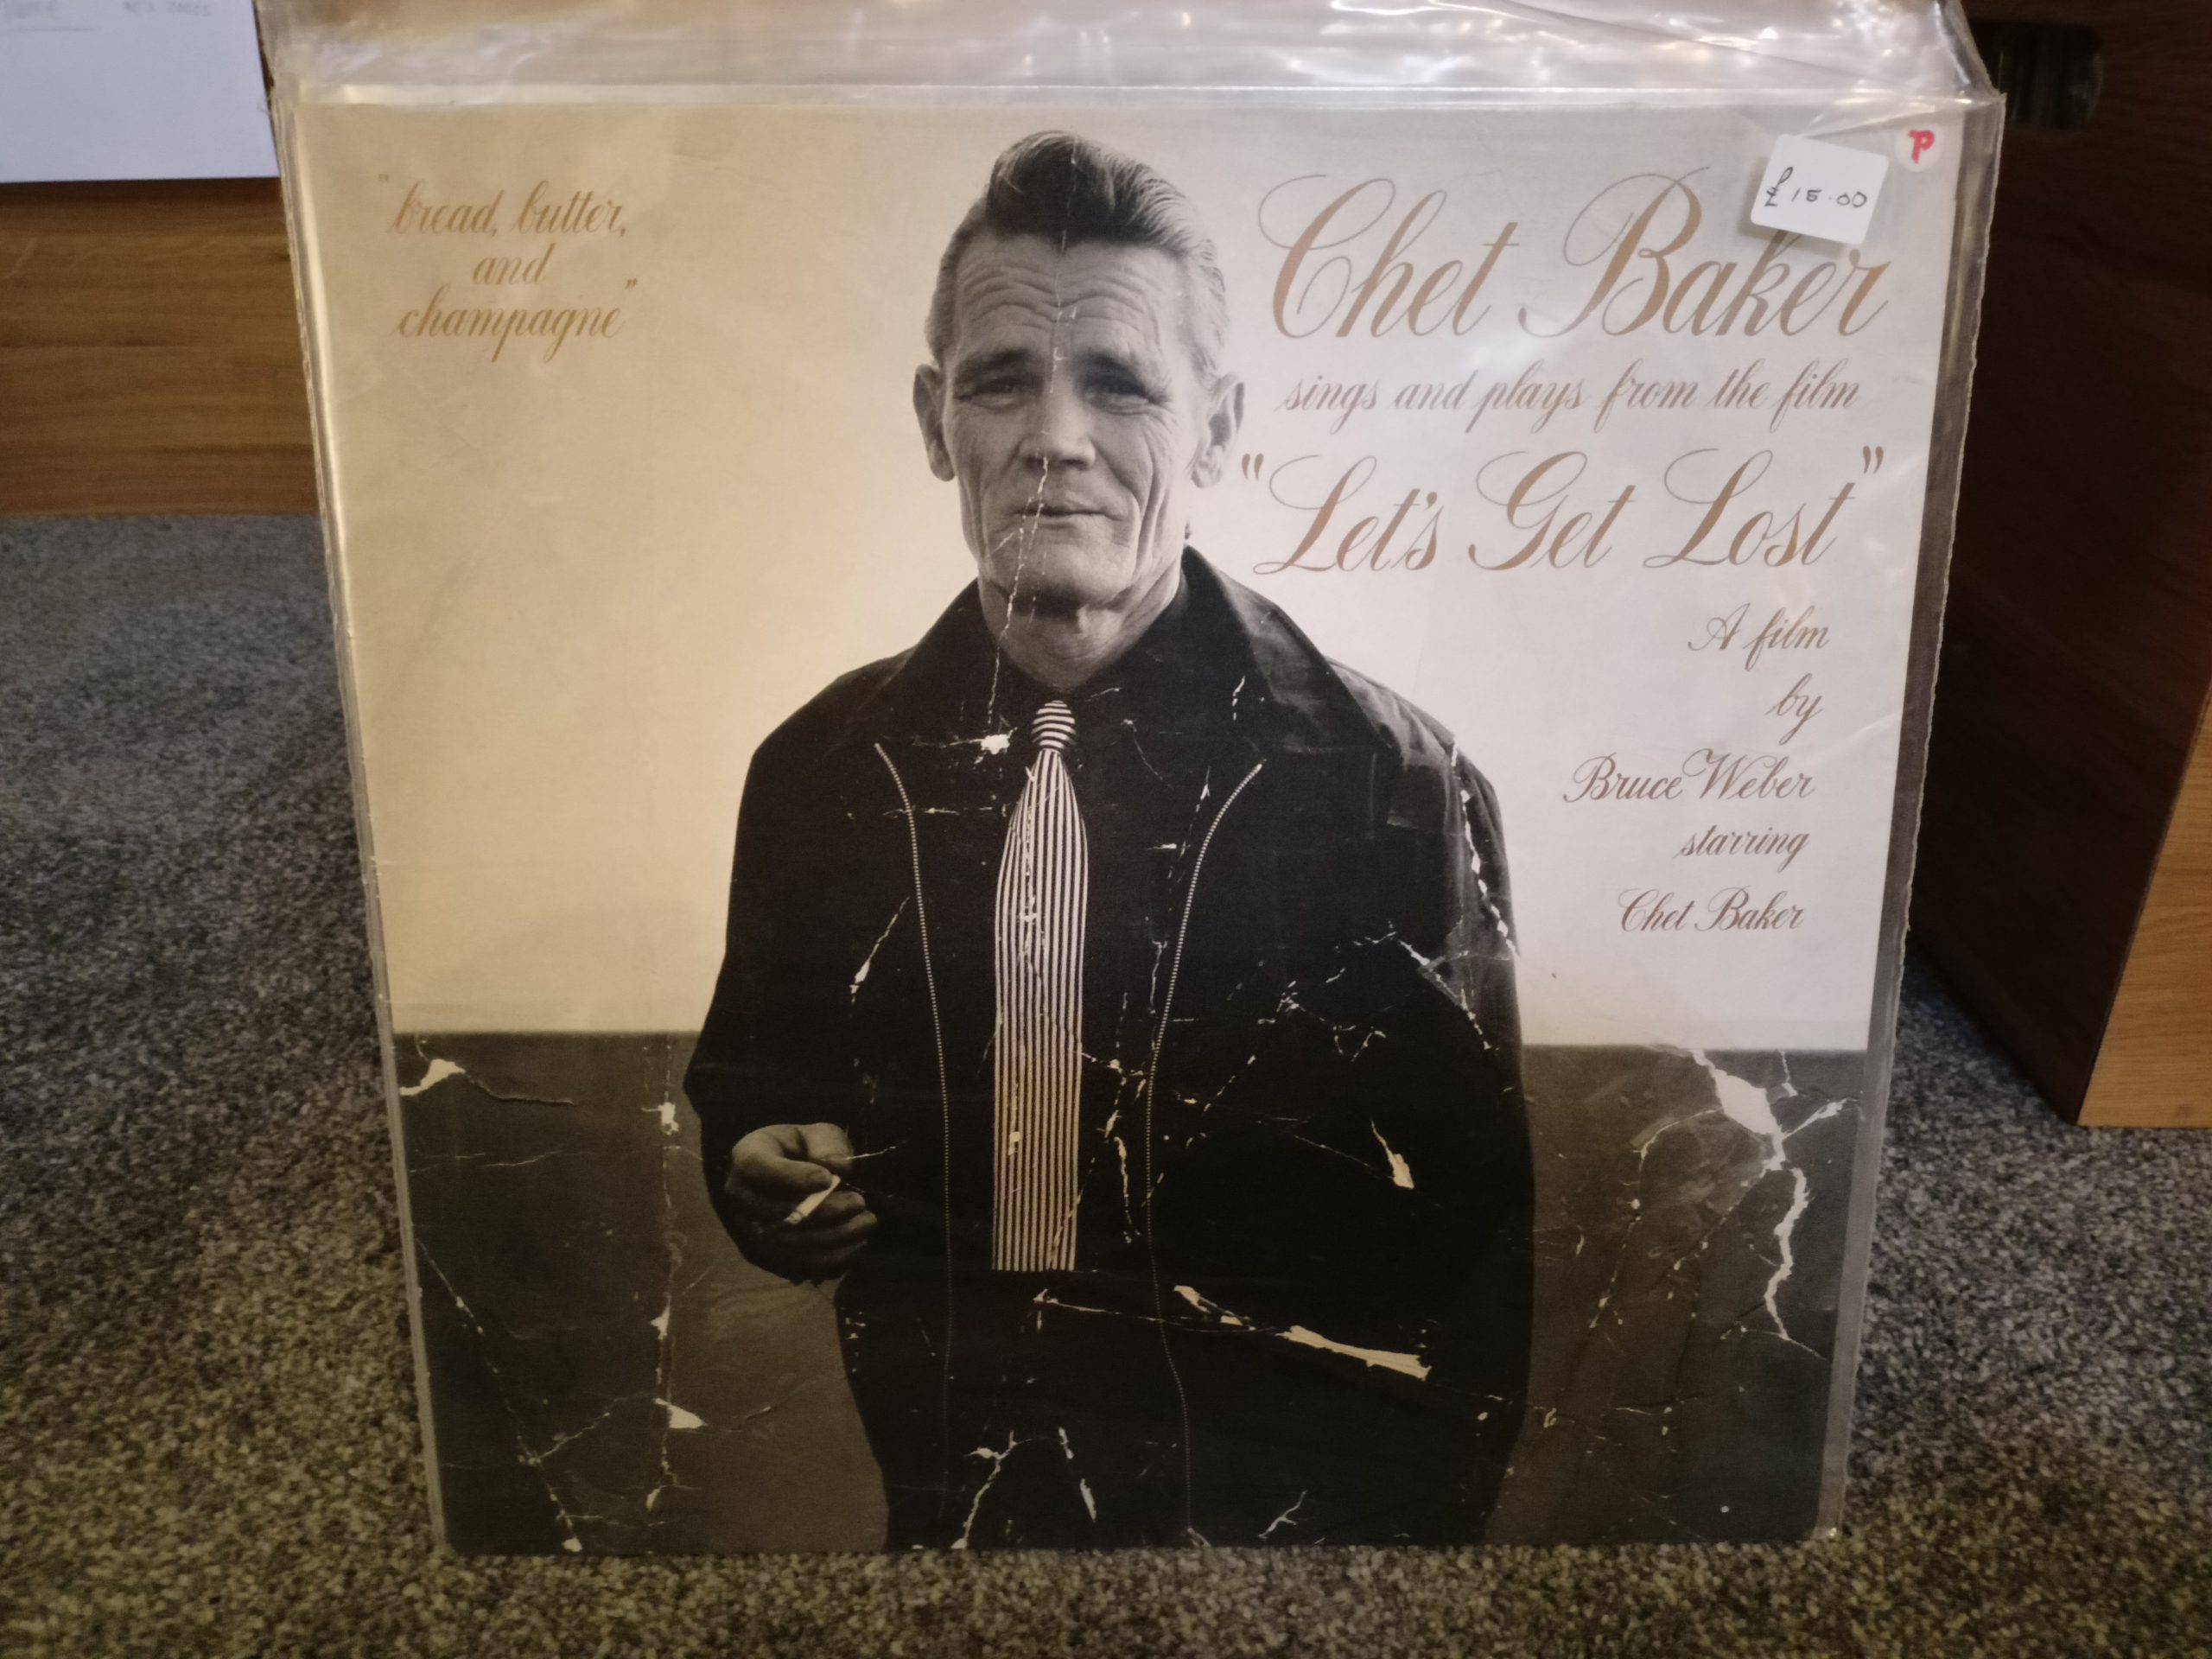 "bread, butter,
and
champagne"
Chet Baker
sings and plays from the film
"Let's Get Lost"
A film
by
Bruce Weber
starring
Chet Baker
£15.00
P